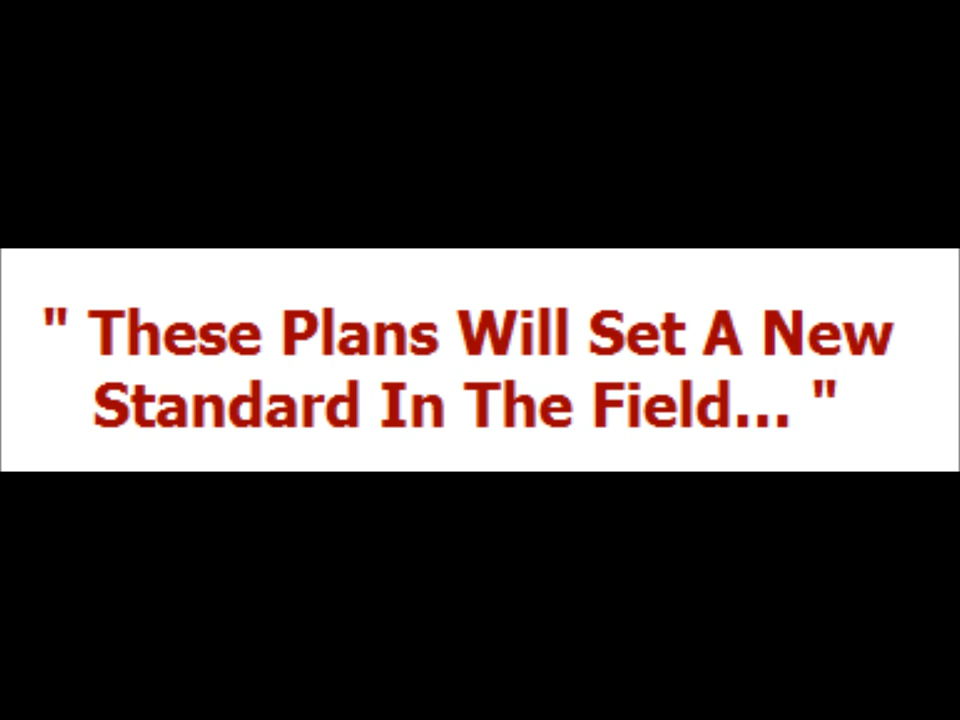 " These Plans Will Set A New
Standard In The Field... "